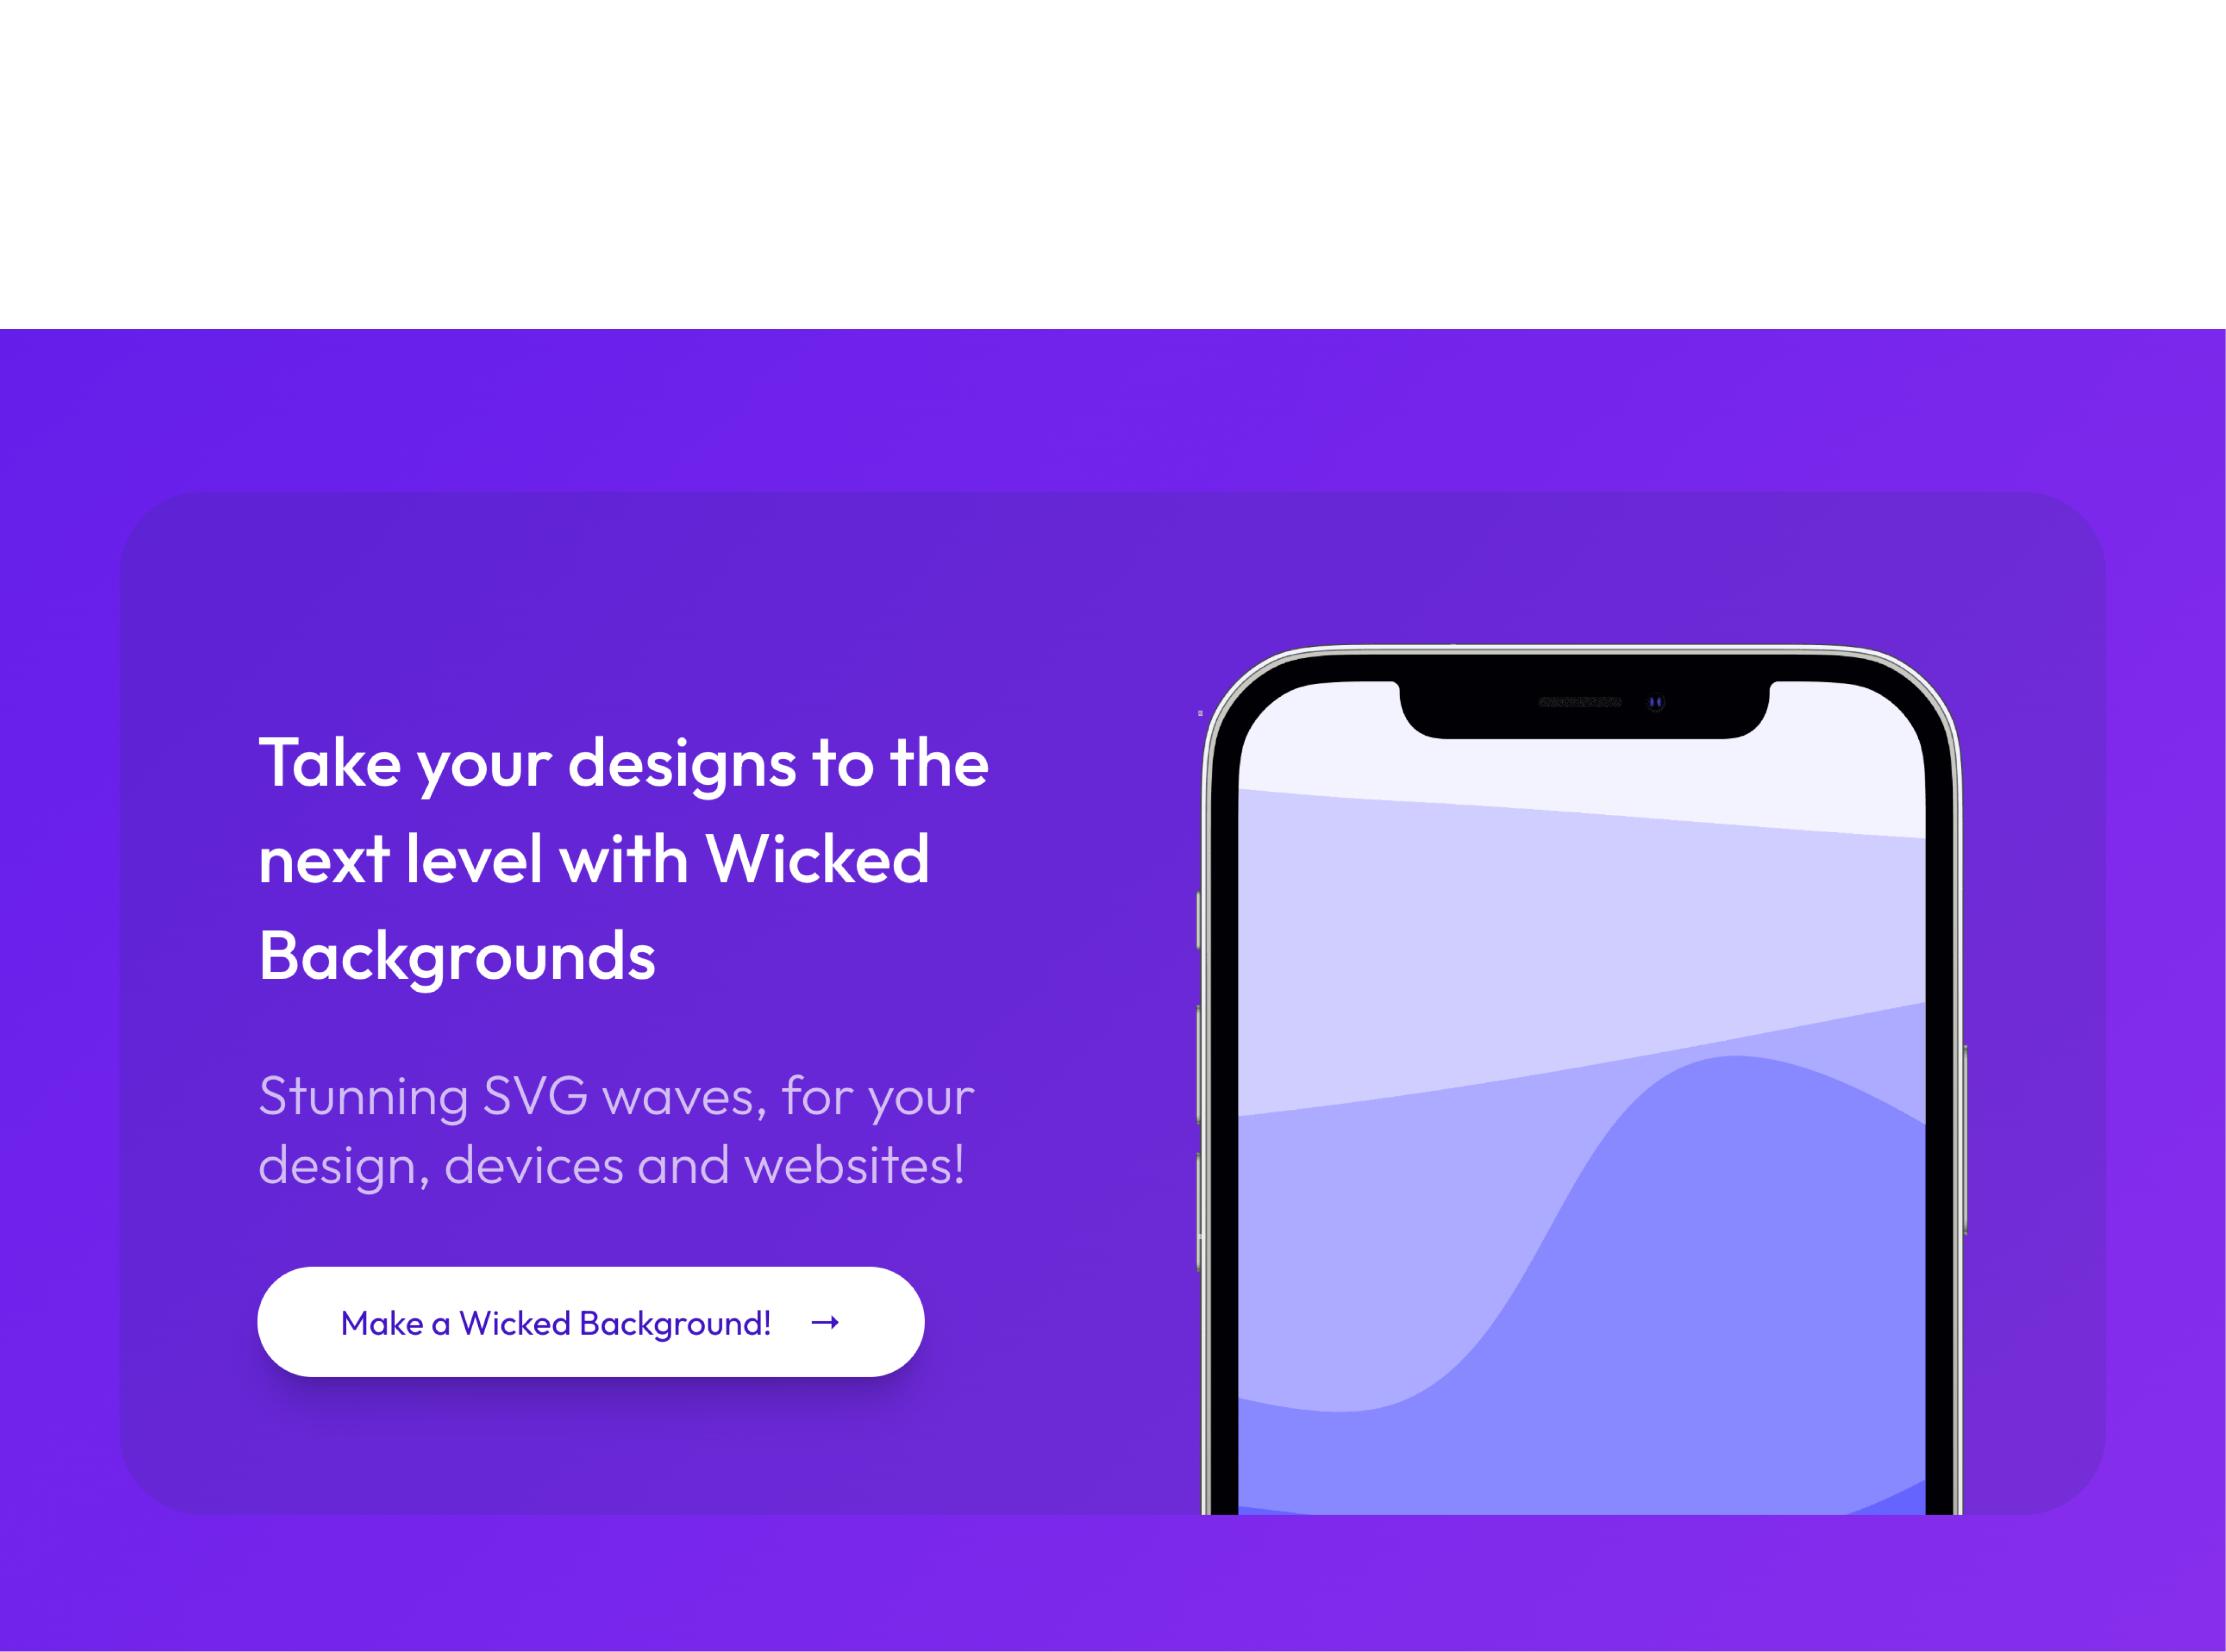 Take your designs to the
next level with Wicked
Backgrounds
Stunning SVG waves, for your
design, devices and websites!
Make a Wicked Background! →